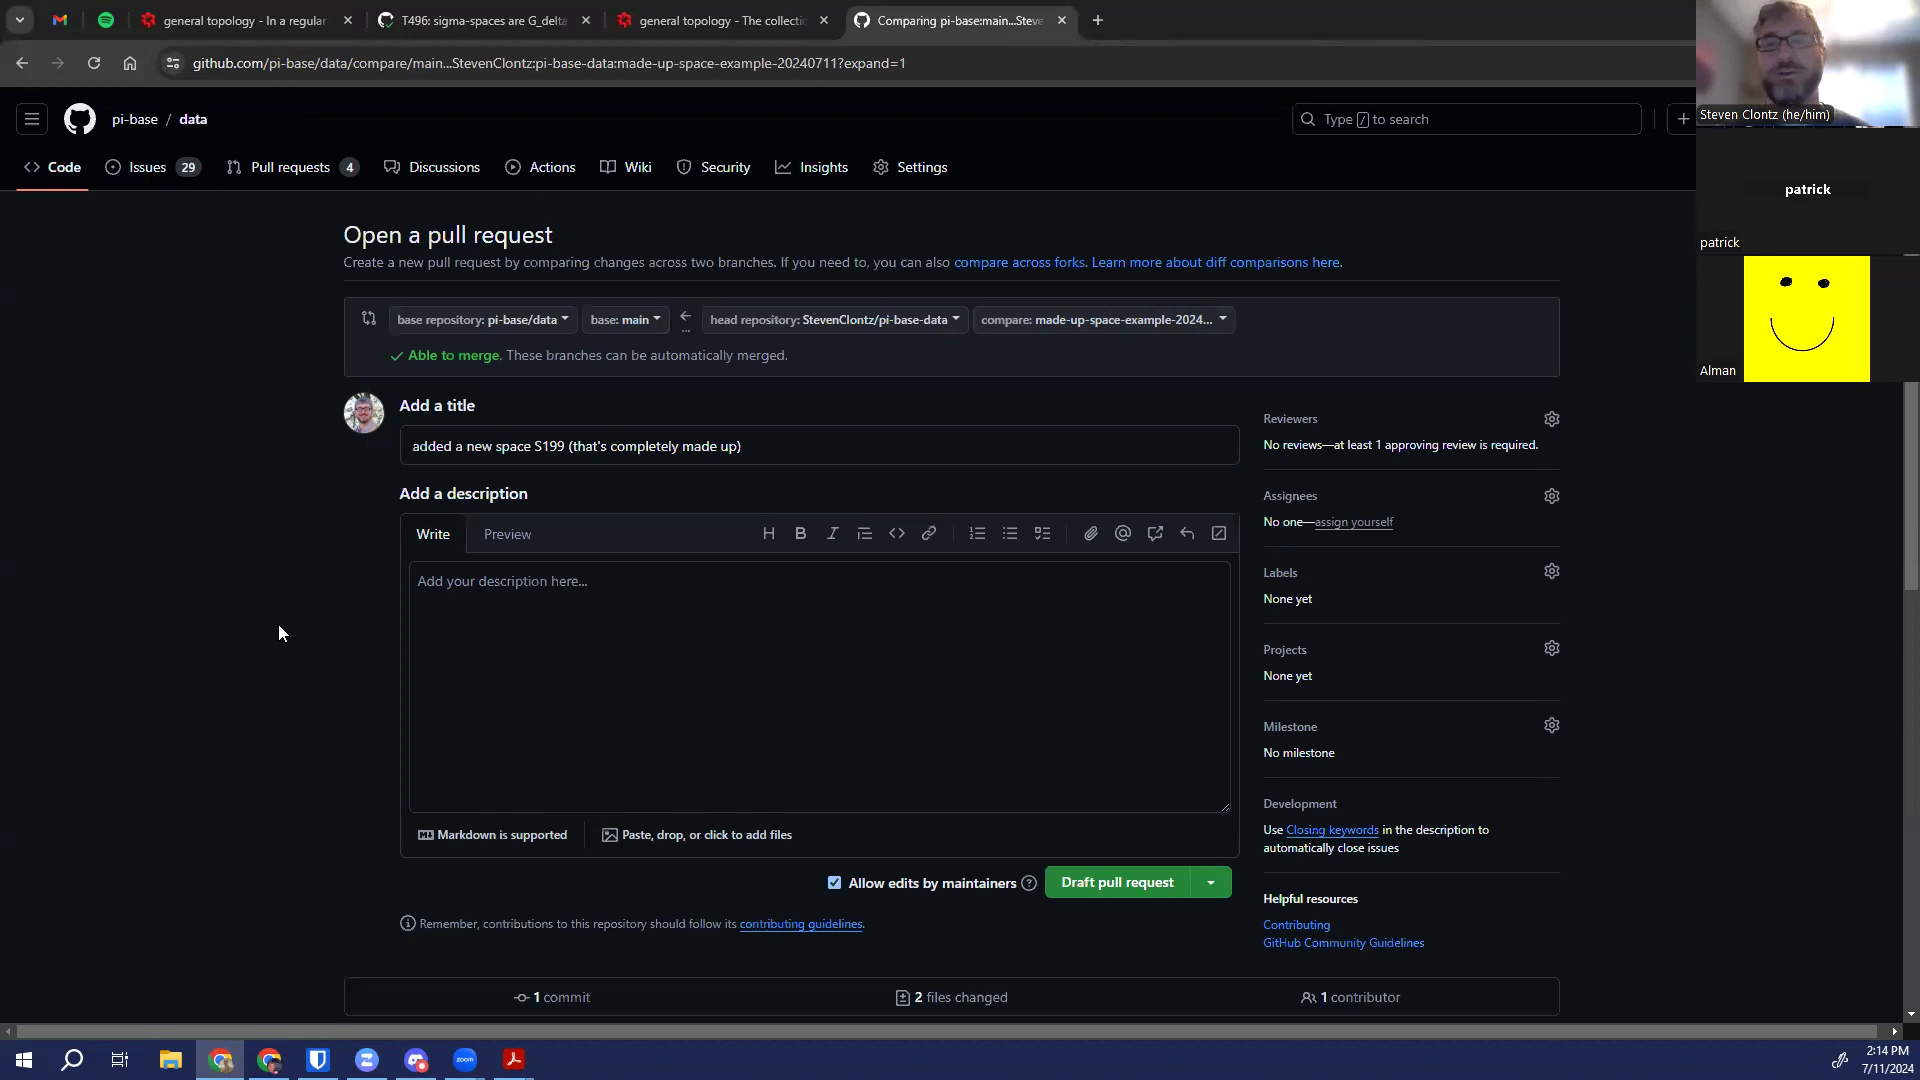 general topology - In a regular
T496: sigma-spaces are G_delta
general topology - The collectio
Comparing pi-base:main...Steve
github.com/pi-base/data/compare/main...StevenClontz:pi-base-data:made-up-space-example-20240711?expand=1
pi-base / data
Type / to search
Code
Issues 29
Pull requests 4
Discussions
Actions
Wiki
Security
Insights
Settings
Steven Clontz (he/him)
patrick
patrick
Alman
Open a pull request
Create a new pull request by comparing changes across two branches. If you need to, you can also compare across forks. Learn more about diff comparisons here.
base repository: pi-base/data base: main ... head repository: StevenClontz/pi-base-data compare: made-up-space-example-2024...
Able to merge. These branches can be automatically merged.
Add a title
added a new space S199 (that's completely made up)
Add a description
Write Preview
Add your description here...
Markdown is supported
Paste, drop, or click to add files
Allow edits by maintainers
Draft pull request
Remember, contributions to this repository should follow its contributing guidelines.
Reviewers
No reviews—at least 1 approving review is required.
Assignees
No one—assign yourself
Labels
None yet
Projects
None yet
Milestone
No milestone
Development
Use Closing keywords in the description to
automatically close issues
Helpful resources
Contributing
GitHub Community Guidelines
1 commit
2 files changed
1 contributor
zoom
2:14 PM
7/11/2024